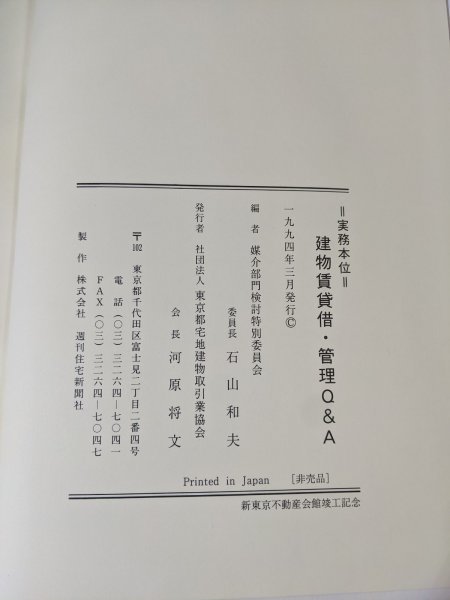 ＝実務本位＝
建物賃貸借・管理Q&A
一九九四年三月発行©
編者 媒介部門検討特別委員会
委員長 石山和夫
発行者 社団法人 東京都宅地建物取引業協会
会長 河原将文
〒102 東京都千代田区富士見二丁目二番四号
電話（〇三）三二六四―七〇四一
FAX（〇三）三二六四―七〇四七
製作 株式会社 週刊住宅新聞社
Printed in Japan ［非売品］
新東京不動産会館竣工記念